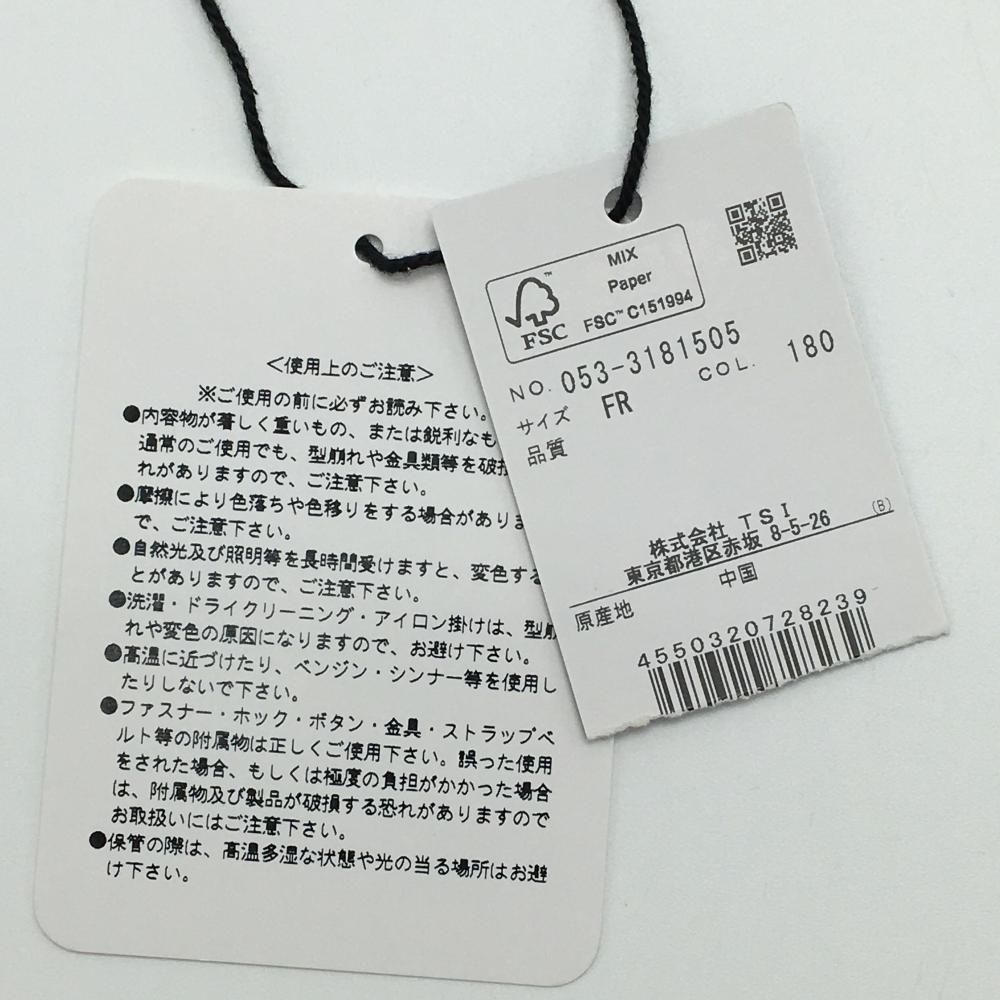 ＜使用上のご注意＞
※ご使用の前に必ずお読み下さい。
●内容物が著しく重いもの、または鋭利なも
通常のご使用でも、型崩れや金具類等を破損
れがありますので、ご注意下さい。
●摩擦により色落ちや色移りをする場合がありま
で、ご注意下さい。
●自然光及び照明等を長時間受けますと、変色する
とがありますので、ご注意下さい。
●洗濯・ドライクリーニング・アイロン掛けは、型崩
れや変色の原因になりますので、お避け下さい。
●高温に近づけたり、ベンジン・シンナー等を使用し
たりしないで下さい。
●ファスナー・ホック・ボタン・金具・ストラップベ
ルト等の附属物は正しくご使用下さい。誤った使用
をされた場合、もしくは極度の負担がかかった場合
は、附属物及び製品が破損する恐れがありますので
お取扱いにはご注意下さい。
●保管の際は、高温多湿な状態や光の当る場所はお避
け下さい。
FSC™
MIX
Paper
FSC™ C151994
NO. 053-3181505
COL. 180
サイズ FR
品質
株式会社 TSI
東京都港区赤坂 8-5-26 (B)
原産地 中国
4550320728239